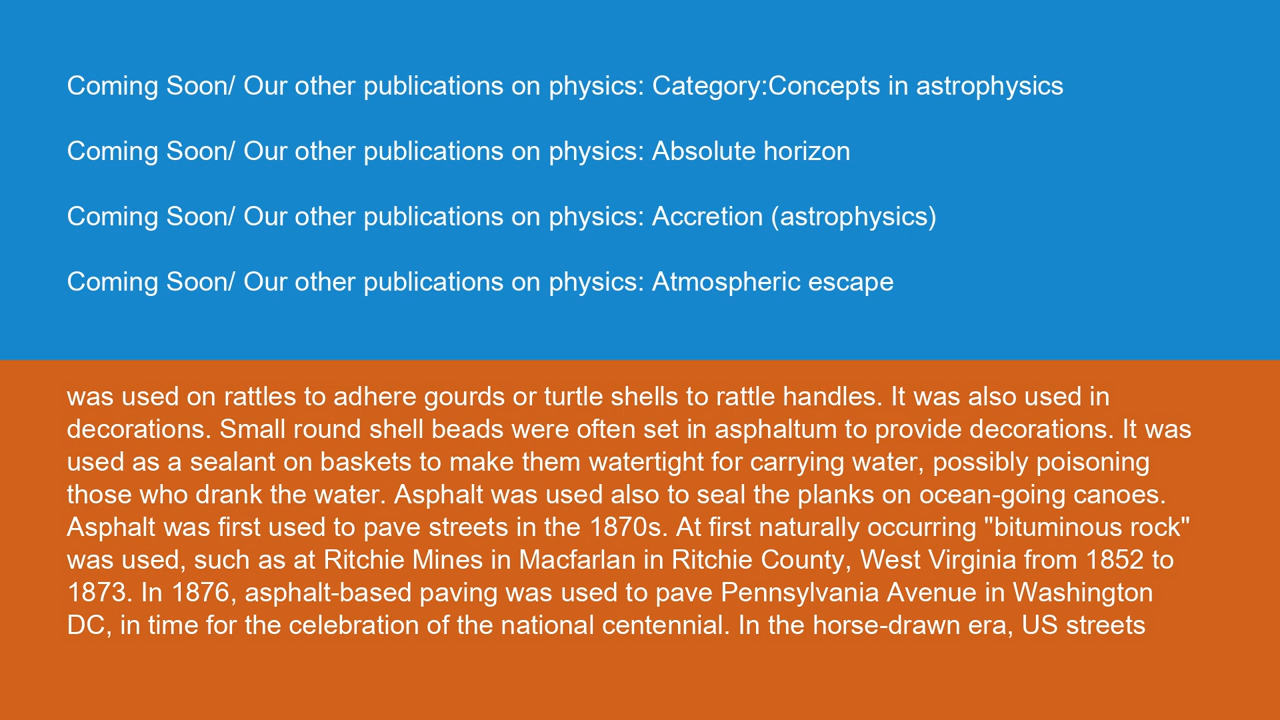 Coming Soon/ Our other publications on physics: Category:Concepts in astrophysics
Coming Soon/ Our other publications on physics: Absolute horizon
Coming Soon/ Our other publications on physics: Accretion (astrophysics)
Coming Soon/ Our other publications on physics: Atmospheric escape
was used on rattles to adhere gourds or turtle shells to rattle handles. It was also used in
decorations. Small round shell beads were often set in asphaltum to provide decorations. It was
used as a sealant on baskets to make them watertight for carrying water, possibly poisoning
those who drank the water. Asphalt was used also to seal the planks on ocean-going canoes.
Asphalt was first used to pave streets in the 1870s. At first naturally occurring "bituminous rock"
was used, such as at Ritchie Mines in Macfarlan in Ritchie County, West Virginia from 1852 to
1873. In 1876, asphalt-based paving was used to pave Pennsylvania Avenue in Washington
DC, in time for the celebration of the national centennial. In the horse-drawn era, US streets